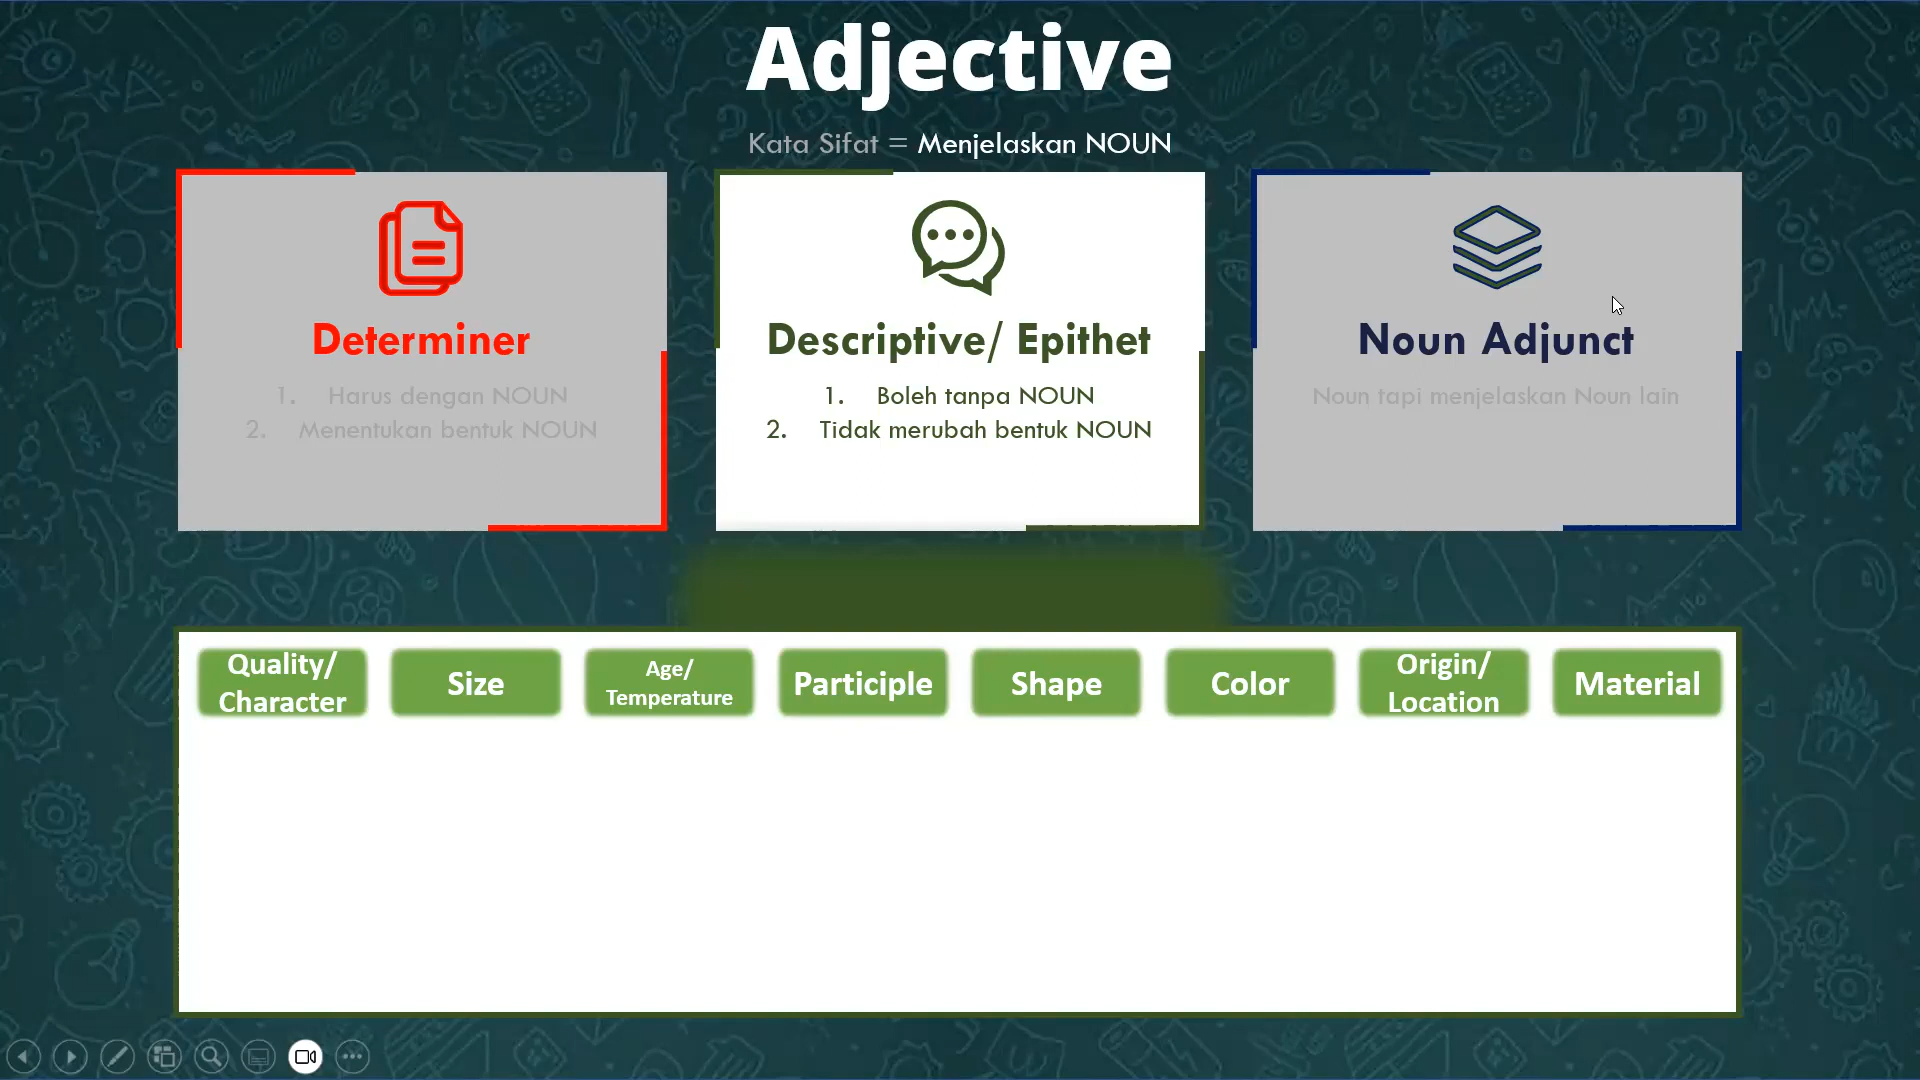 Adjective
Kata Sifat = Menjelaskan NOUN
Determiner
1. Harus dengan NOUN
2. Menentukan bentuk NOUN
Descriptive/ Epithet
1. Boleh tanpa NOUN
2. Tidak merubah bentuk NOUN
Noun Adjunct
Noun tapi menjelaskan Noun lain
Quality/
Character
Size
Age/
Temperature
Participle
Shape
Color
Origin/
Location
Material